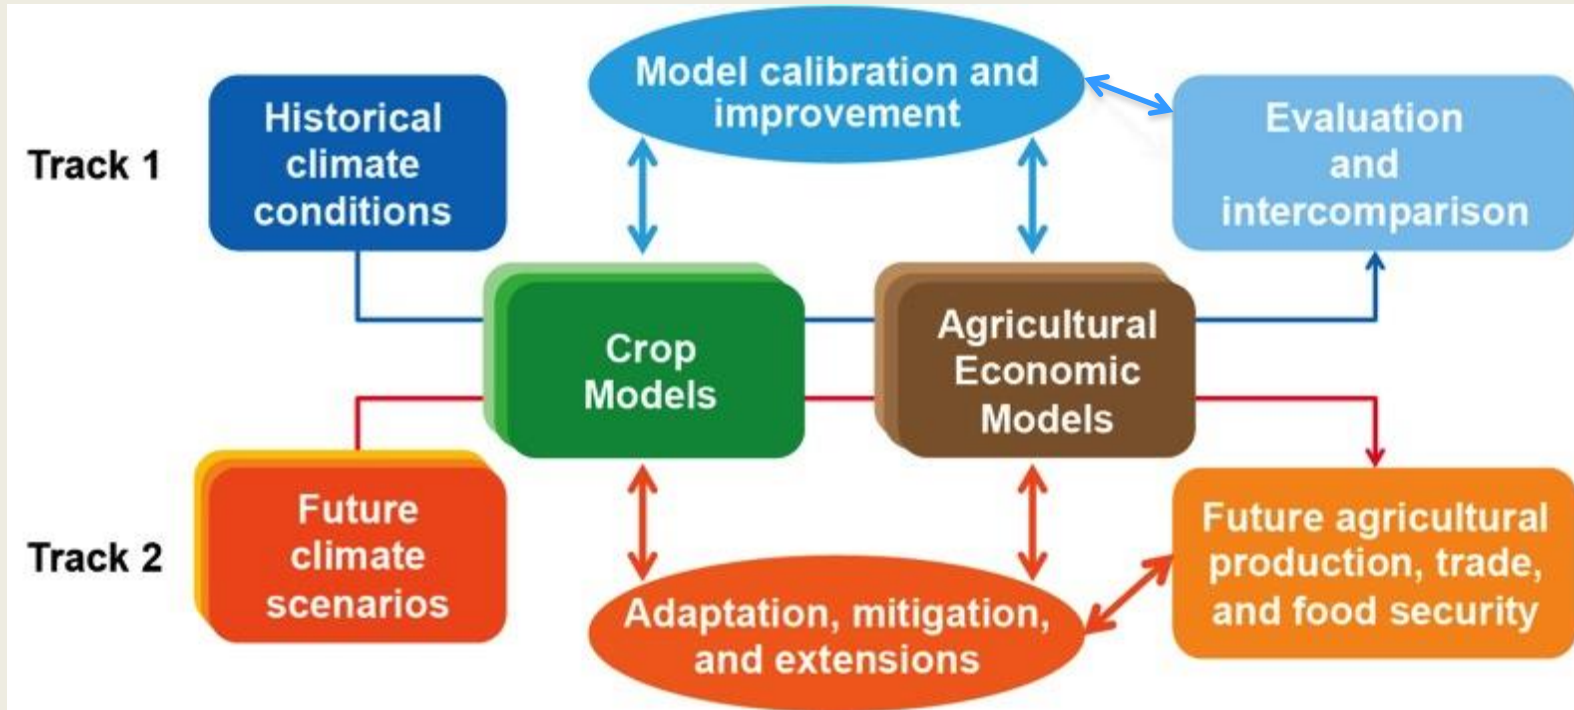 Track 1
Historical
climate
conditions
Model calibration and
improvement
Evaluation
and
intercomparison
Crop
Models
Agricultural
Economic
Models
Track 2
Future
climate
scenarios
Adaptation, mitigation,
and extensions
Future agricultural
production, trade,
and food security